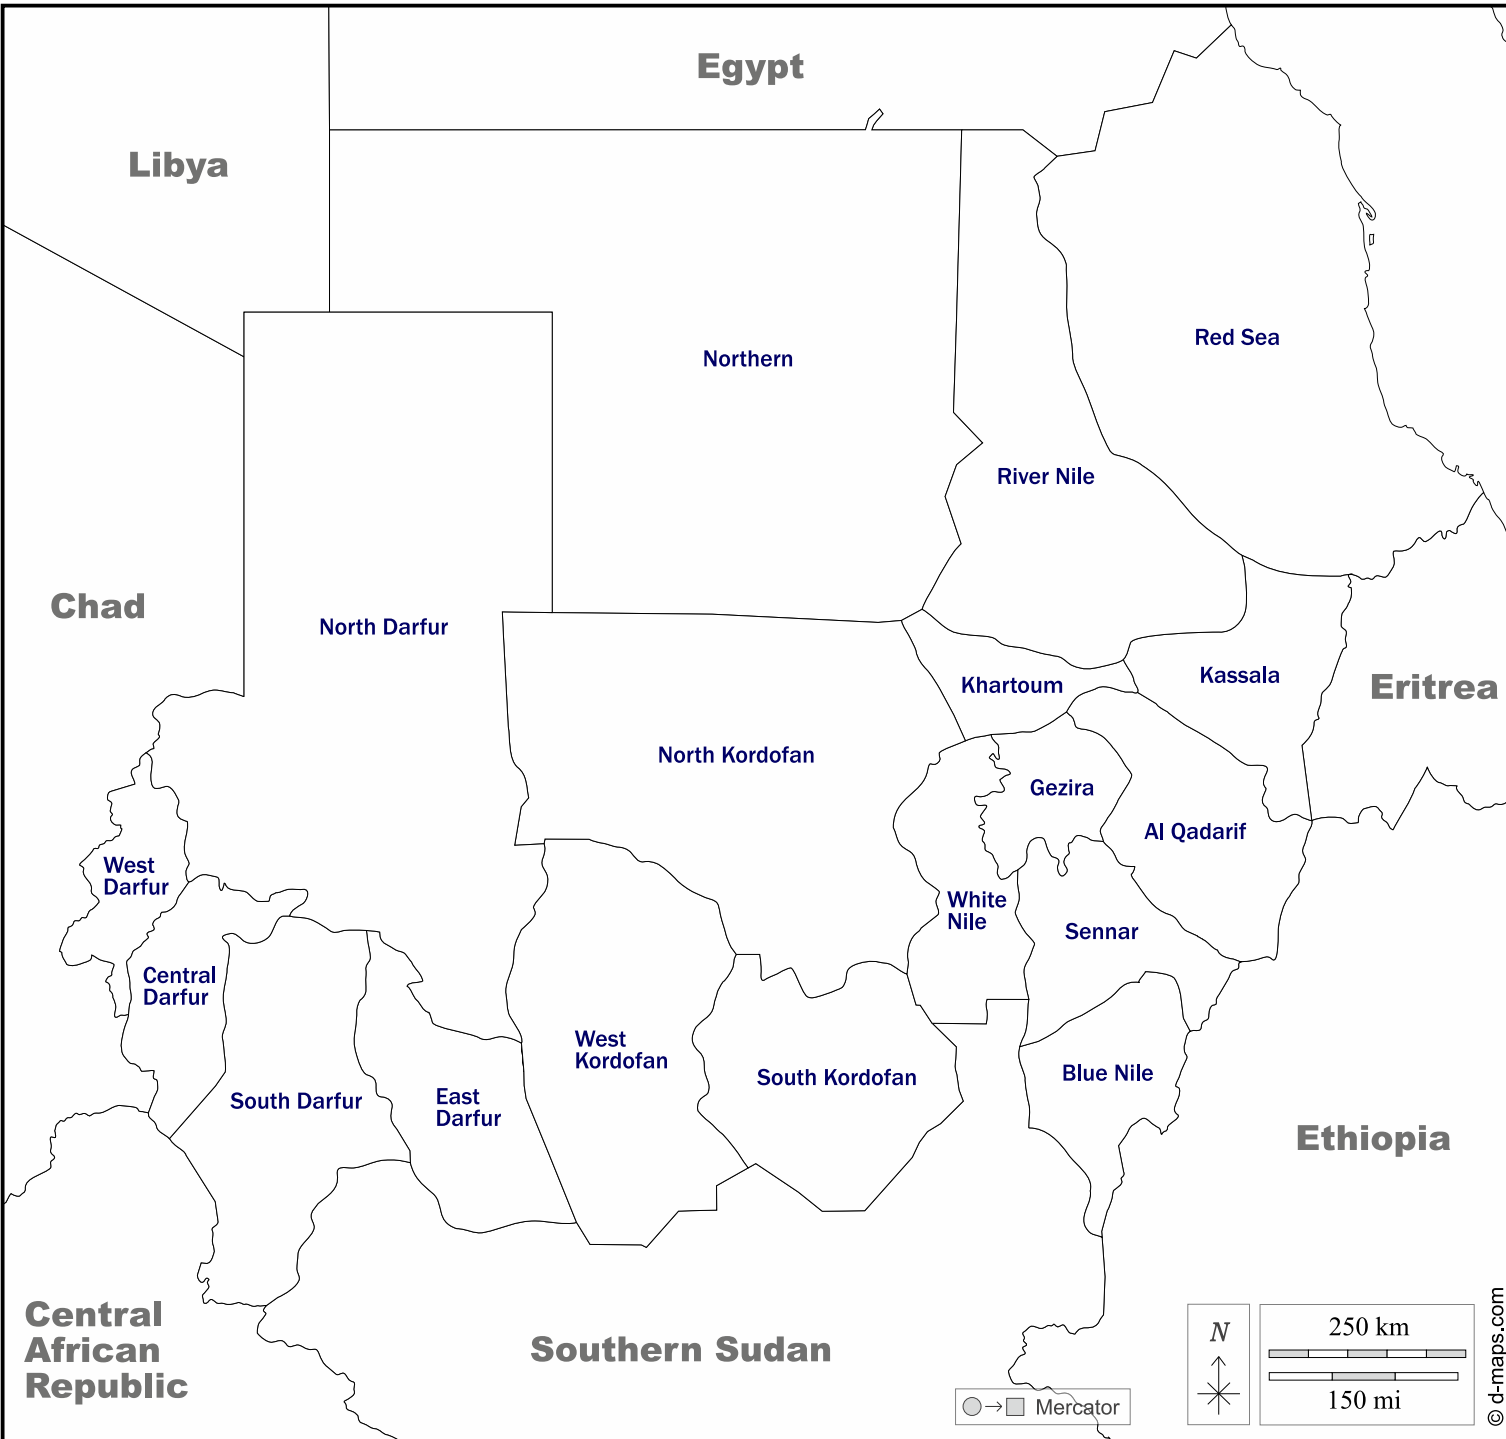 Egypt
Libya
Red Sea
Northern
River Nile
Chad
North Darfur
Kassala
Khartoum
Eritrea
North Kordofan
Gezira
Al Qadarif
West
Darfur
White
Nile
Sennar
Central
Darfur
West
Kordofan
South Kordofan
Blue Nile
South Darfur
East
Darfur
Ethiopia
Central
African
Republic
Southern Sudan
Mercator
N
250 km
150 mi
© d-maps.com